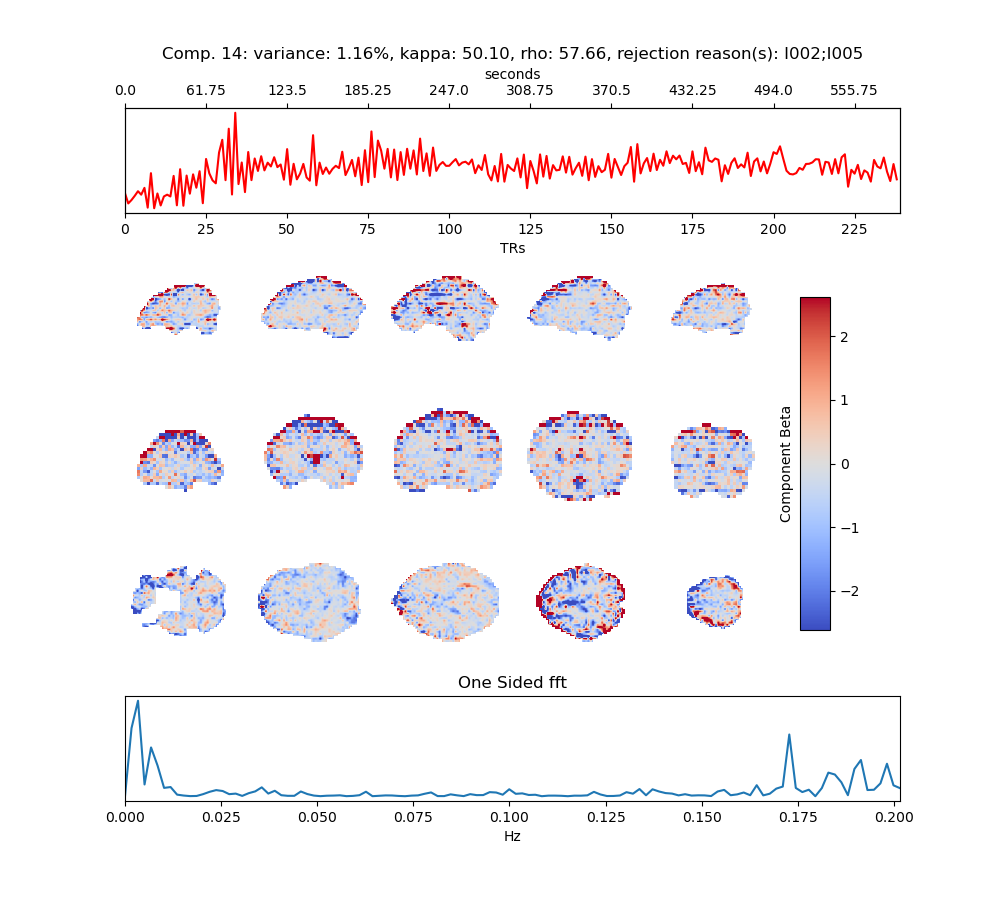 Comp. 14: variance: 1.16%, kappa: 50.10, rho: 57.66, rejection reason(s): I002;I005
seconds
0.0 61.75 123.5 185.25 247.0 308.75 370.5 432.25 494.0 555.75
0 25 50 75 100 125 150 175 200 225
TRs
2
1
0
−1
−2
Component Beta
One Sided fft
0.000 0.025 0.050 0.075 0.100 0.125 0.150 0.175 0.200
Hz